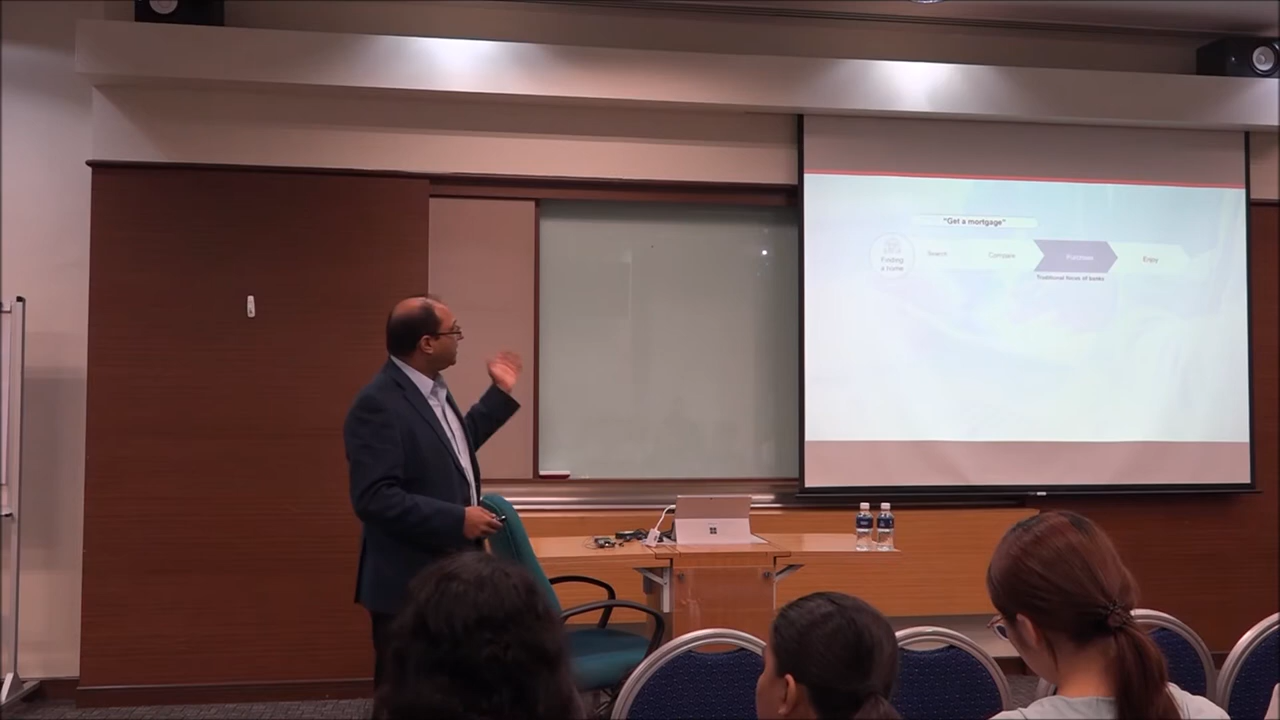 "Get a mortgage"
Finding
a home
Search
Compare
Purchase
Enjoy
Traditional focus of banks